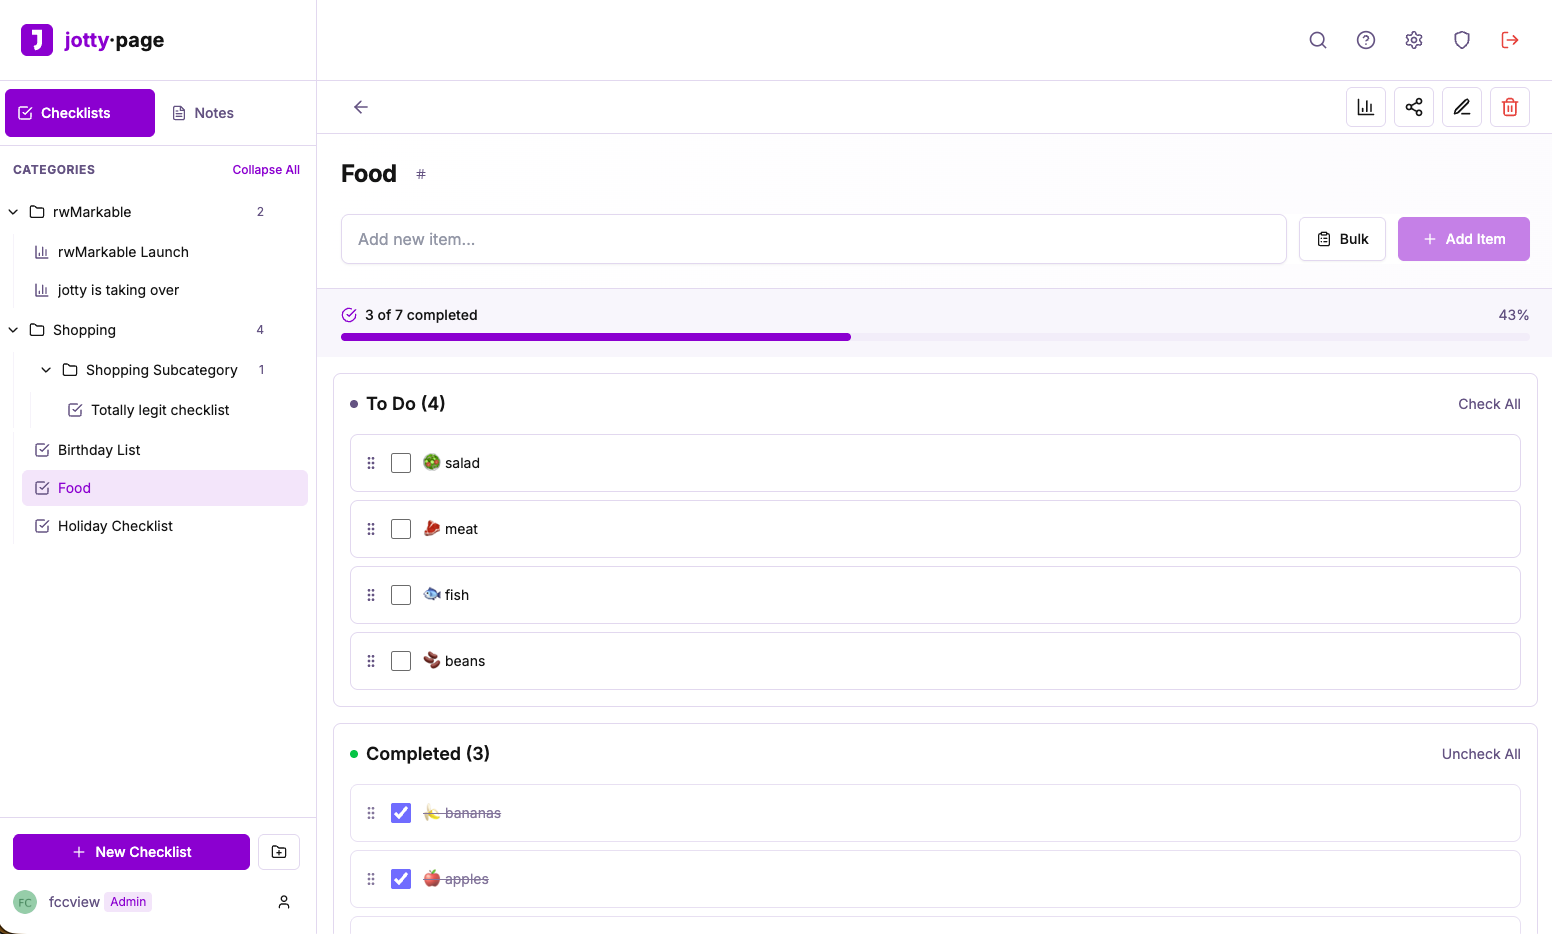 jotty·page
Checklists
Notes
CATEGORIES
Collapse All
rwMarkable
2
rwMarkable Launch
jotty is taking over
Shopping
4
Shopping Subcategory
1
Totally legit checklist
Birthday List
Food
Holiday Checklist
New Checklist
FC
fccview
Admin
Food
#
Add new item...
Bulk
Add Item
3 of 7 completed
43%
To Do (4)
Check All
salad
meat
fish
beans
Completed (3)
Uncheck All
bananas
apples